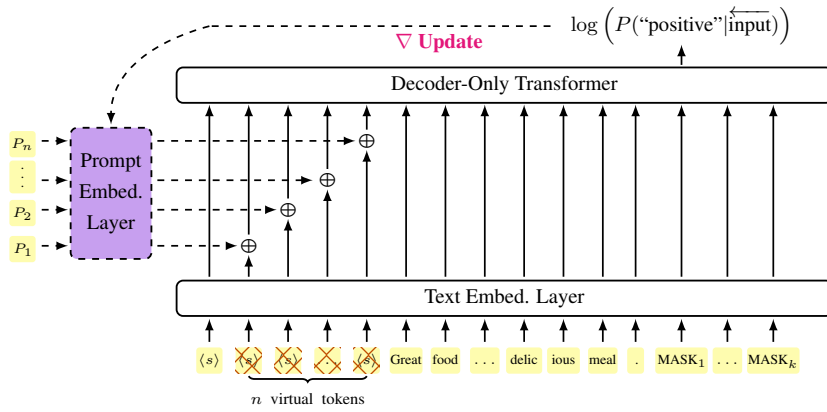 log ( P(“positive”|input) )
∇ Update
Decoder-Only Transformer
Pn
⋮
P2
P1
Prompt
Embed.
Layer
⊕
⊕
⊕
⊕
Text Embed. Layer
⟨s⟩ ⟨s⟩ ⟨s⟩ . ⟨s⟩ Great food ... delic ious meal . MASK1 ... MASKk
n virtual tokens